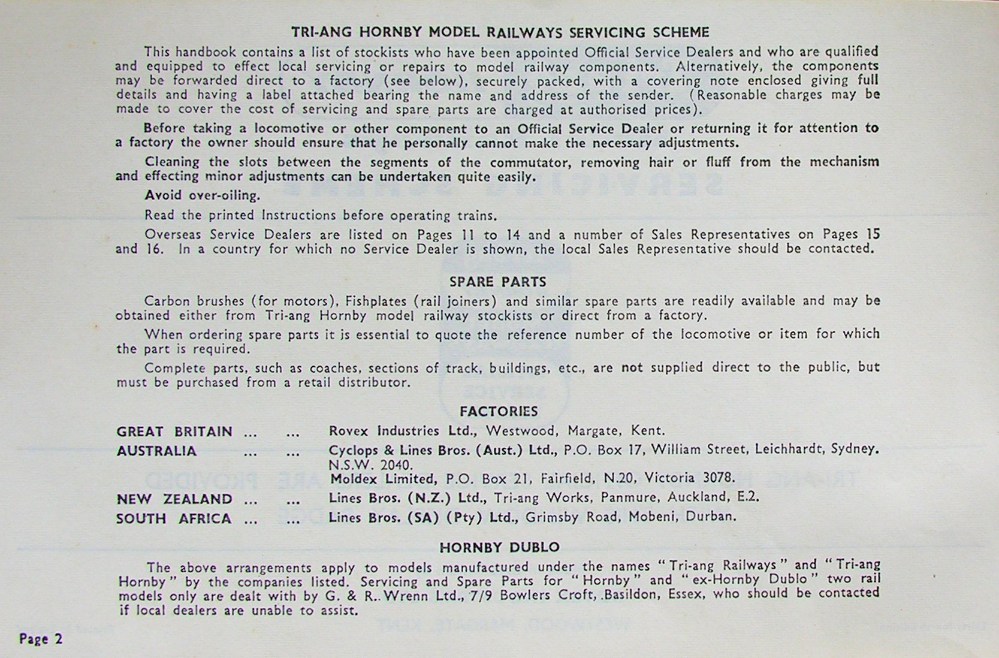 TRI-ANG HORNBY MODEL RAILWAYS SERVICING SCHEME
This handbook contains a list of stockists who have been appointed Official Service Dealers and who are qualified
and equipped to effect local servicing or repairs to model railway components. Alternatively, the components
may be forwarded direct to a factory (see below), securely packed, with a covering note enclosed giving full
details and having a label attached bearing the name and address of the sender. (Reasonable charges may be
made to cover the cost of servicing and spare parts are charged at authorised prices).
Before taking a locomotive or other component to an Official Service Dealer or returning it for attention to
a factory the owner should ensure that he personally cannot make the necessary adjustments.
Cleaning the slots between the segments of the commutator, removing hair or fluff from the mechanism
and effecting minor adjustments can be undertaken quite easily.
Avoid over-oiling.
Read the printed Instructions before operating trains.
Overseas Service Dealers are listed on Pages 11 to 14 and a number of Sales Representatives on Pages 15
and 16. In a country for which no Service Dealer is shown, the local Sales Representative should be contacted.
SPARE PARTS
Carbon brushes (for motors), Fishplates (rail joiners) and similar spare parts are readily available and may be
obtained either from Tri-ang Hornby model railway stockists or direct from a factory.
When ordering spare parts it is essential to quote the reference number of the locomotive or item for which
the part is required.
Complete parts, such as coaches, sections of track, buildings, etc., are not supplied direct to the public, but
must be purchased from a retail distributor.
FACTORIES
GREAT BRITAIN ... ... Rovex Industries Ltd., Westwood, Margate, Kent.
AUSTRALIA ... ... Cyclops & Lines Bros. (Aust.) Ltd., P.O. Box 17, William Street, Leichhardt, Sydney.
N.S.W. 2040.
Moldex Limited, P.O. Box 21, Fairfield, N.20, Victoria 3078.
NEW ZEALAND ... ... Lines Bros. (N.Z.) Ltd., Tri-ang Works, Panmure, Auckland, E.2.
SOUTH AFRICA ... ... Lines Bros. (SA) (Pty) Ltd., Grimsby Road, Mobeni, Durban.
HORNBY DUBLO
The above arrangements apply to models manufactured under the names “Tri-ang Railways” and “Tri-ang
Hornby” by the companies listed. Servicing and Spare Parts for “Hornby” and “ex-Hornby Dublo” two rail
models only are dealt with by G. & R. Wrenn Ltd., 7/9 Bowlers Croft, Basildon, Essex, who should be contacted
if local dealers are unable to assist.
Page 2